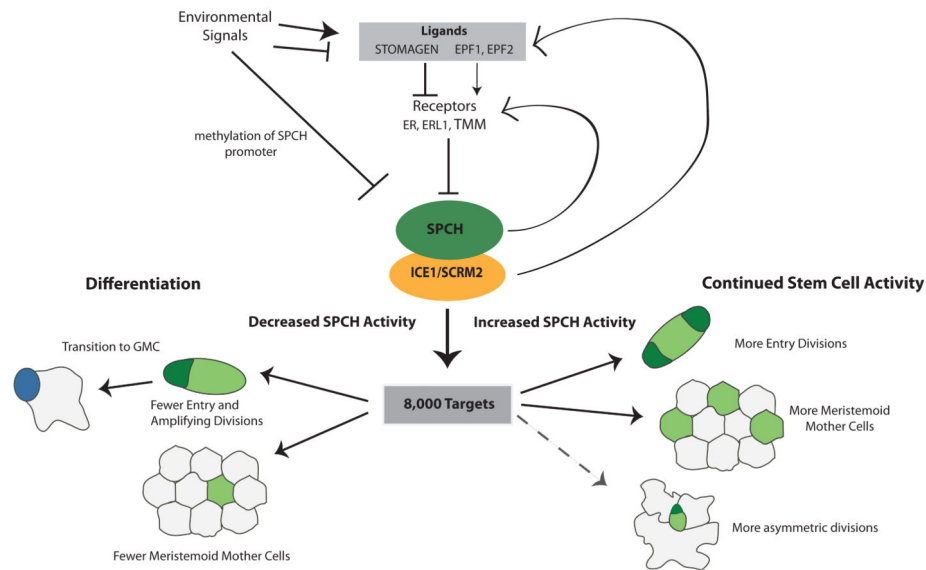 Environmental
Signals
Ligands
STOMAGEN EPF1, EPF2
Receptors
ER, ERL1, TMM
methylation of SPCH
promoter
SPCH
ICE1/SCRM2
Differentiation
Continued Stem Cell Activity
Decreased SPCH Activity
Increased SPCH Activity
Transition to GMC
More Entry Divisions
8,000 Targets
Fewer Entry and
Amplifying Divisions
More Meristemoid
Mother Cells
More asymmetric divisions
Fewer Meristemoid Mother Cells